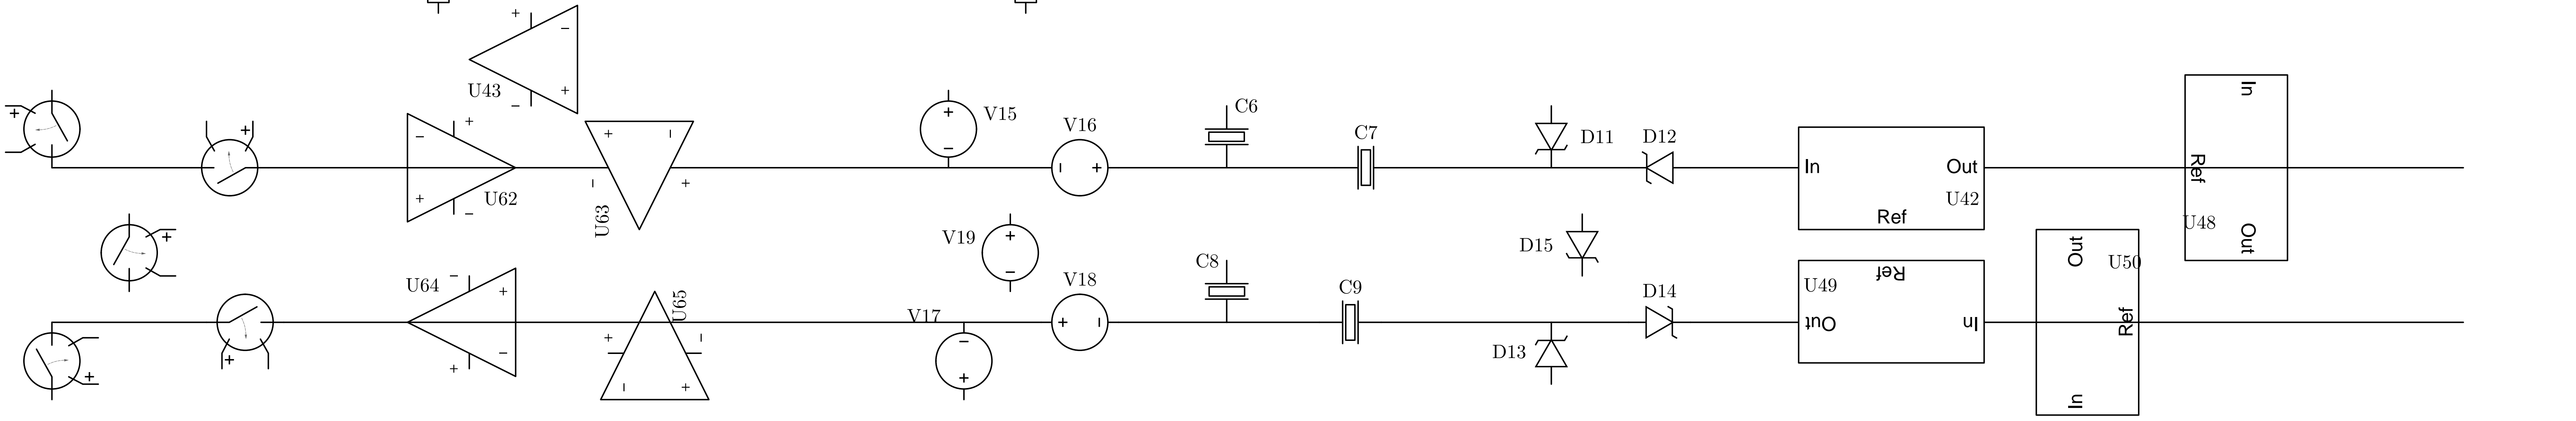 U43
V15
V16
C6
C7
D11
D12
In
Out
U42
Ref
In
Ref
U48
Out
U62
U63
V19
D15
U64
U65
V17
V18
C8
C9
D13
D14
Ref
U49
Out
In
Out
U50
Ref
In